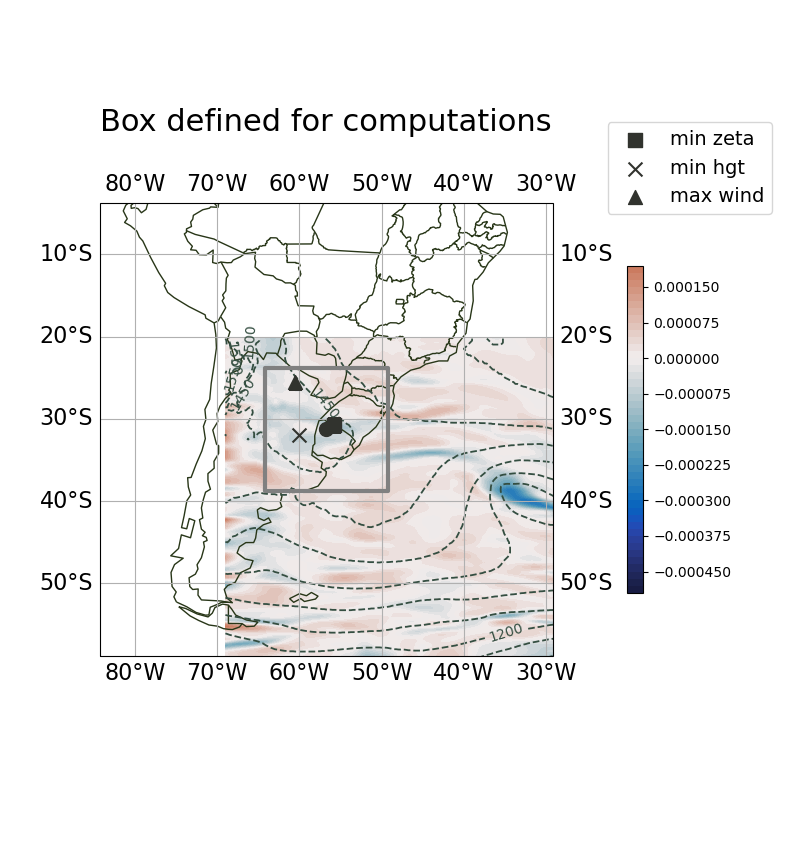 Box defined for computations
min zeta
min hgt
max wind
80°W 70°W 60°W 50°W 40°W 30°W
10°S 10°S
20°S 20°S
30°S 30°S
40°S 40°S
50°S 50°S
1500
1450
1200
80°W 70°W 60°W 50°W 40°W 30°W
0.000150
0.000075
0.000000
−0.000075
−0.000150
−0.000225
−0.000300
−0.000375
−0.000450